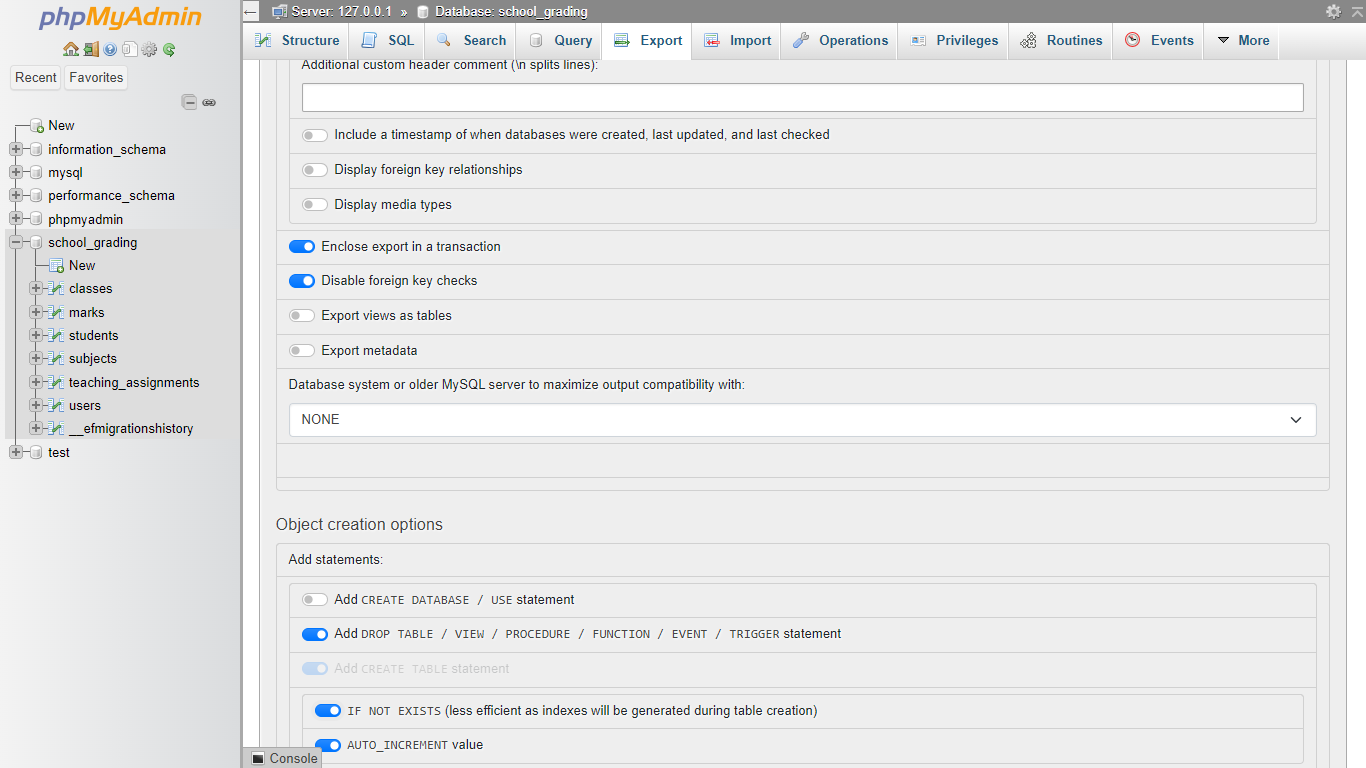 phpMyAdmin
Recent Favorites
New
information_schema
mysql
performance_schema
phpmyadmin
school_grading
New
classes
marks
students
subjects
teaching_assignments
users
__efmigrationshistory
test
Server: 127.0.0.1 » Database: school_grading
Structure SQL Search Query Export Import Operations Privileges Routines Events More
Additional custom header comment (\n splits lines):
Include a timestamp of when databases were created, last updated, and last checked
Display foreign key relationships
Display media types
Enclose export in a transaction
Disable foreign key checks
Export views as tables
Export metadata
Database system or older MySQL server to maximize output compatibility with:
NONE
Object creation options
Add statements:
Add CREATE DATABASE / USE statement
Add DROP TABLE / VIEW / PROCEDURE / FUNCTION / EVENT / TRIGGER statement
Add CREATE TABLE statement
IF NOT EXISTS (less efficient as indexes will be generated during table creation)
AUTO_INCREMENT value
Console